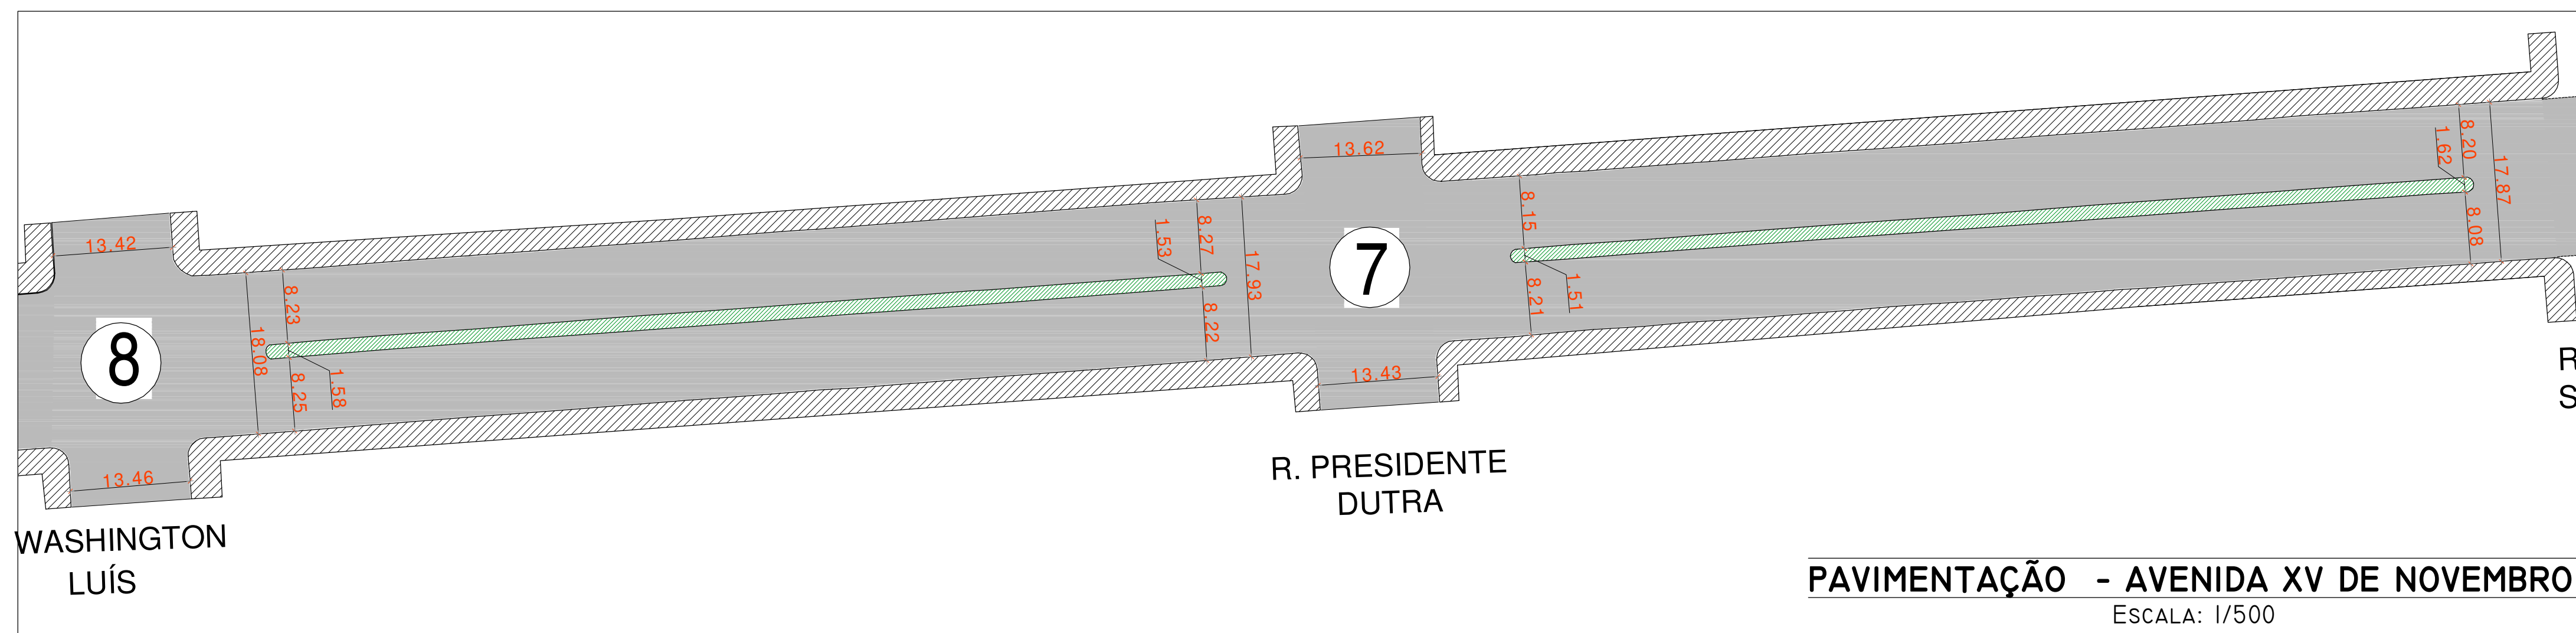 13.42
8
13.46
WASHINGTON
LUÍS
18.08
8.23
8.25
1.58
1.53
8.27
8.22
17.93
13.62
7
13.43
R. PRESIDENTE
DUTRA
8.15
8.21
1.51
1.62
8.20
8.08
17.87
R
S
PAVIMENTAÇÃO - AVENIDA XV DE NOVEMBRO
ESCALA: 1/500